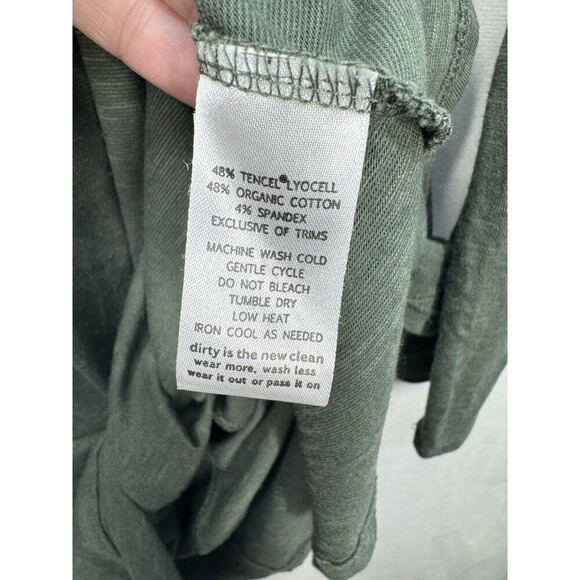 48% TENCEL®LYOCELL
48% ORGANIC COTTON
4% SPANDEX
EXCLUSIVE OF TRIMS
MACHINE WASH COLD
GENTLE CYCLE
DO NOT BLEACH
TUMBLE DRY
LOW HEAT
IRON COOL AS NEEDED
dirty is the new clean
wear more, wash less
wear it out or pass it on